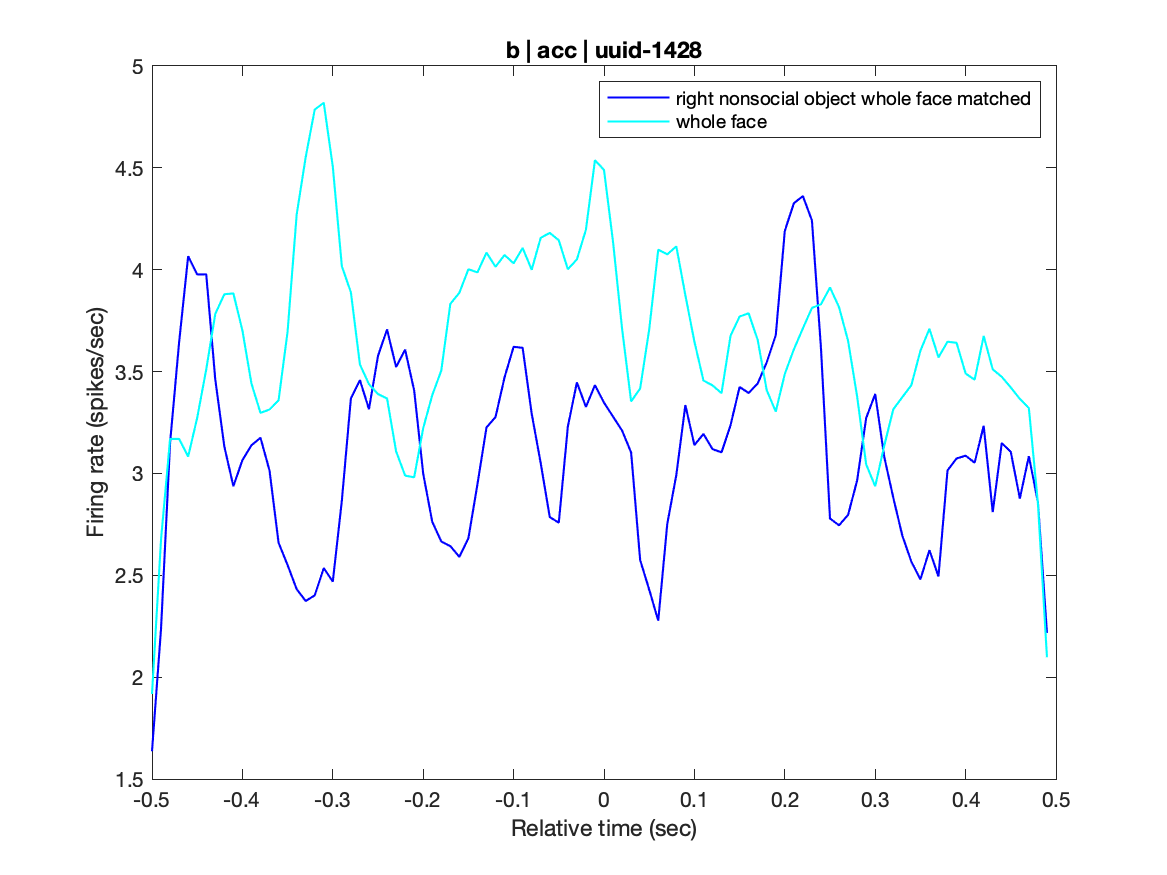 b | acc | uuid-1428
right nonsocial object whole face matched
whole face
5
4.5
4
3.5
3
2.5
2
1.5
Firing rate (spikes/sec)
-0.5 -0.4 -0.3 -0.2 -0.1 0 0.1 0.2 0.3 0.4 0.5
Relative time (sec)